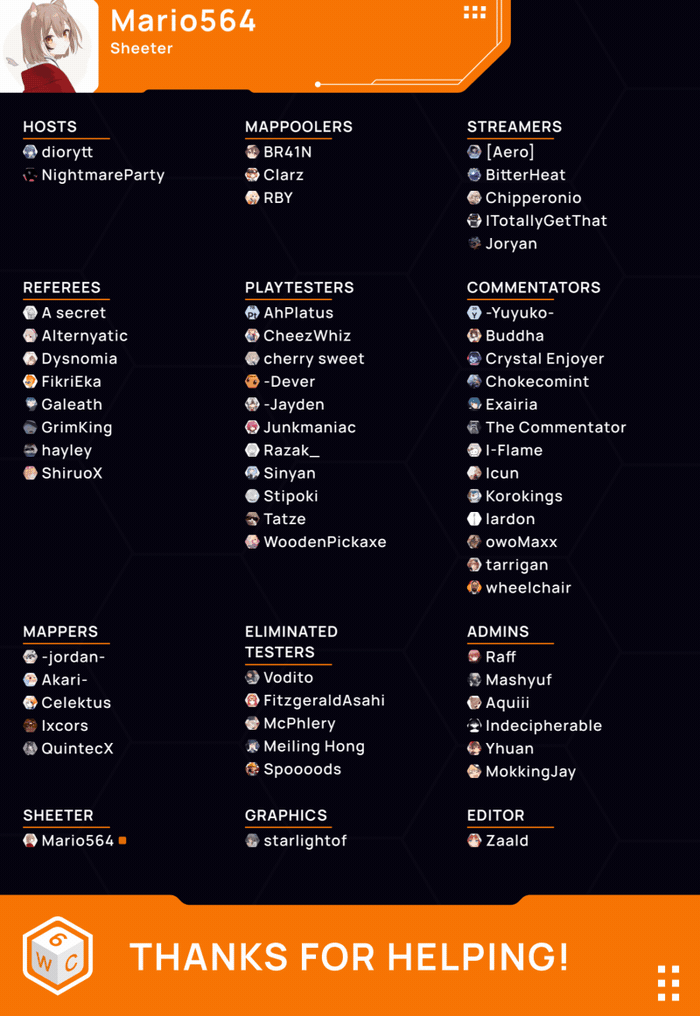 Mario564
Sheeter
HOSTS
diorytt
NightmareParty
MAPPOOLERS
BR41N
Clarz
RBY
STREAMERS
[Aero]
BitterHeat
Chipperonio
ITotallyGetThat
Joryan
REFEREES
A secret
Alternyatic
Dysnomia
FikriEka
Galeath
GrimKing
hayley
ShiruoX
PLAYTESTERS
AhPlatus
CheezWhiz
cherry sweet
-Dever
-Jayden
Junkmaniac
Razak_
Sinyan
Stipoki
Tatze
WoodenPickaxe
COMMENTATORS
-Yuyuko-
Buddha
Crystal Enjoyer
Chokecomint
Exairia
The Commentator
I-Flame
Icun
Korokings
lardon
owoMaxx
tarrigan
wheelchair
MAPPERS
-jordan-
Akari-
Celektus
Ixcors
QuintecX
ELIMINATED
TESTERS
Vodito
FitzgeraldAsahi
McPhlery
Meiling Hong
Spoooods
ADMINS
Raff
Mashyuf
Aquiii
Indecipherable
Yhuan
MokkingJay
SHEETER
Mario564
GRAPHICS
starlightof
EDITOR
Zaald
6
W C
THANKS FOR HELPING!